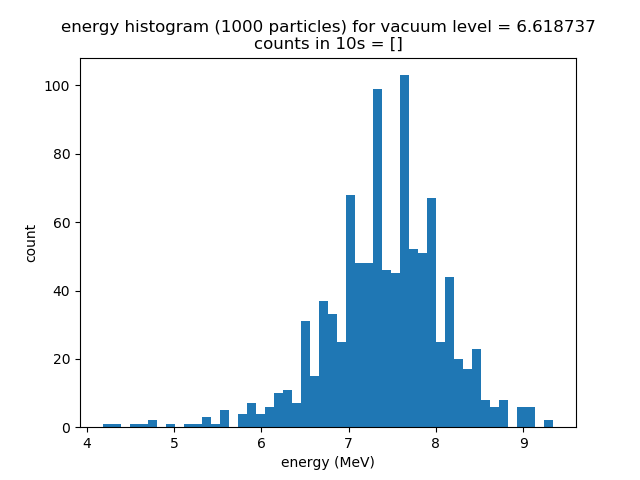 energy histogram (1000 particles) for vacuum level = 6.618737
counts in 10s = []
100
80
60
40
20
0
count
4 5 6 7 8 9
energy (MeV)